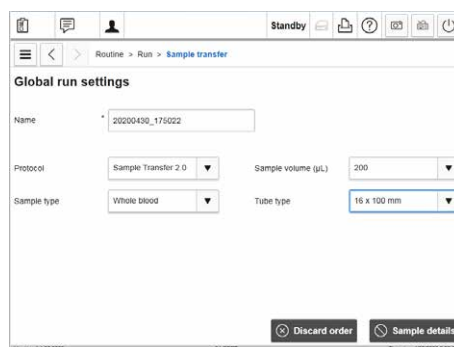 Standby
Routine > Run > Sample transfer
Global run settings
Name * 20200430_175022
Protocol Sample Transfer 2.0 Sample volume (µL) 200
Sample type Whole blood Tube type 16 x 100 mm
Discard order Sample details